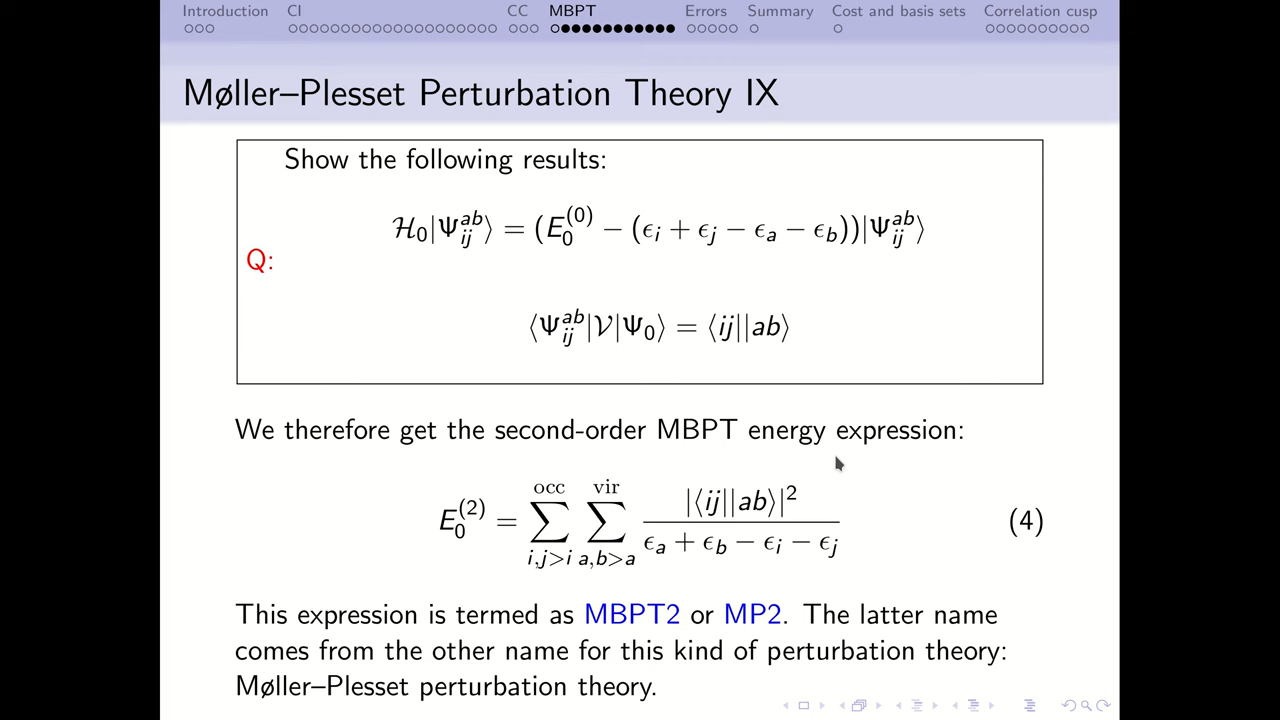 Introduction CI CC MBPT Errors Summary Cost and basis sets Correlation cusp
Møller–Plesset Perturbation Theory IX
Show the following results:
ℋ₀|Ψᵢⱼᵃᵇ⟩ = (E₀⁽⁰⁾ − (ϵᵢ + ϵⱼ − ϵₐ − ϵ_b))|Ψᵢⱼᵃᵇ⟩
Q:
⟨Ψᵢⱼᵃᵇ|𝒱|Ψ₀⟩ = ⟨ij||ab⟩
We therefore get the second-order MBPT energy expression:
E₀⁽²⁾ = ∑_{i,j>i}^{occ} ∑_{a,b>a}^{vir} |⟨ij||ab⟩|² / (ϵₐ + ϵ_b − ϵᵢ − ϵⱼ) (4)
This expression is termed as MBPT2 or MP2. The latter name
comes from the other name for this kind of perturbation theory:
Møller–Plesset perturbation theory.